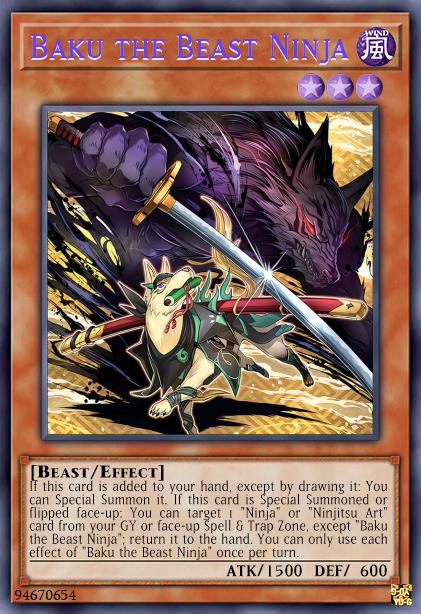 Baku the Beast Ninja
WIND
風
[Beast/Effect]
If this card is added to your hand, except by drawing it: You
can Special Summon it. If this card is Special Summoned or
flipped face-up: You can target 1 "Ninja" or "Ninjitsu Art"
card from your GY or face-up Spell & Trap Zone, except "Baku
the Beast Ninja"; return it to the hand. You can only use each
effect of "Baku the Beast Ninja" once per turn.
ATK/1500 DEF/ 600
94670654